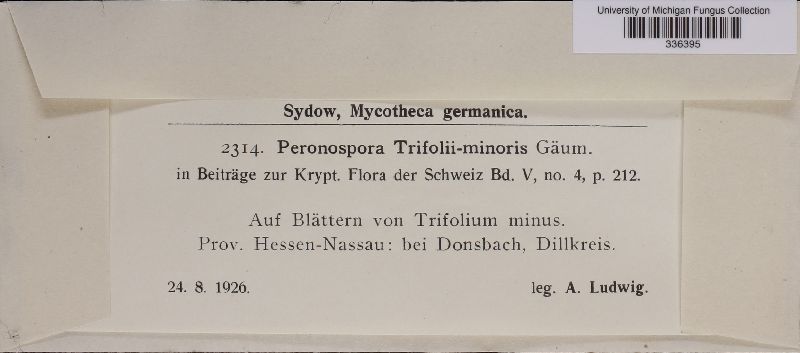 University of Michigan Fungus Collection
336395
Sydow, Mycotheca germanica.
2314. Peronospora Trifolii-minoris Gäum.
in Beiträge zur Krypt. Flora der Schweiz Bd. V, no. 4, p. 212.
Auf Blättern von Trifolium minus.
Prov. Hessen-Nassau: bei Donsbach, Dillkreis.
24. 8. 1926. leg. A. Ludwig.